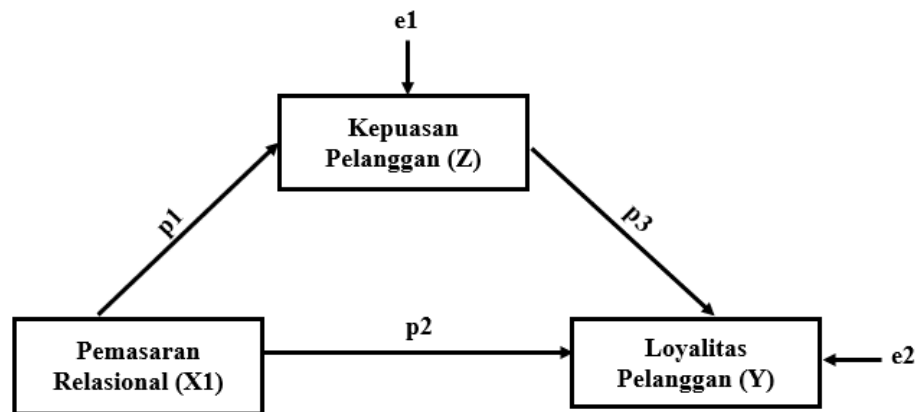 e1
Kepuasan
Pelanggan (Z)
p1
p3
p2
Pemasaran
Relasional (X1)
Loyalitas
Pelanggan (Y)
e2